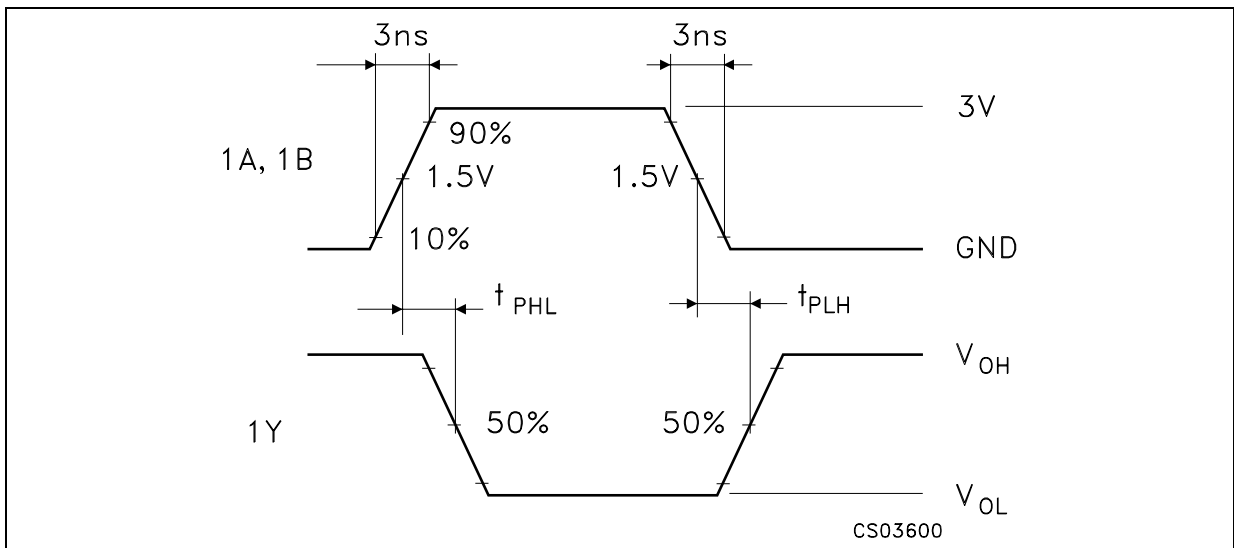 3ns 3ns
3V
90%
1A, 1B
1.5V 1.5V
10%
GND
t PHL tPLH
VOH
50% 50%
1Y
VOL
CS03600